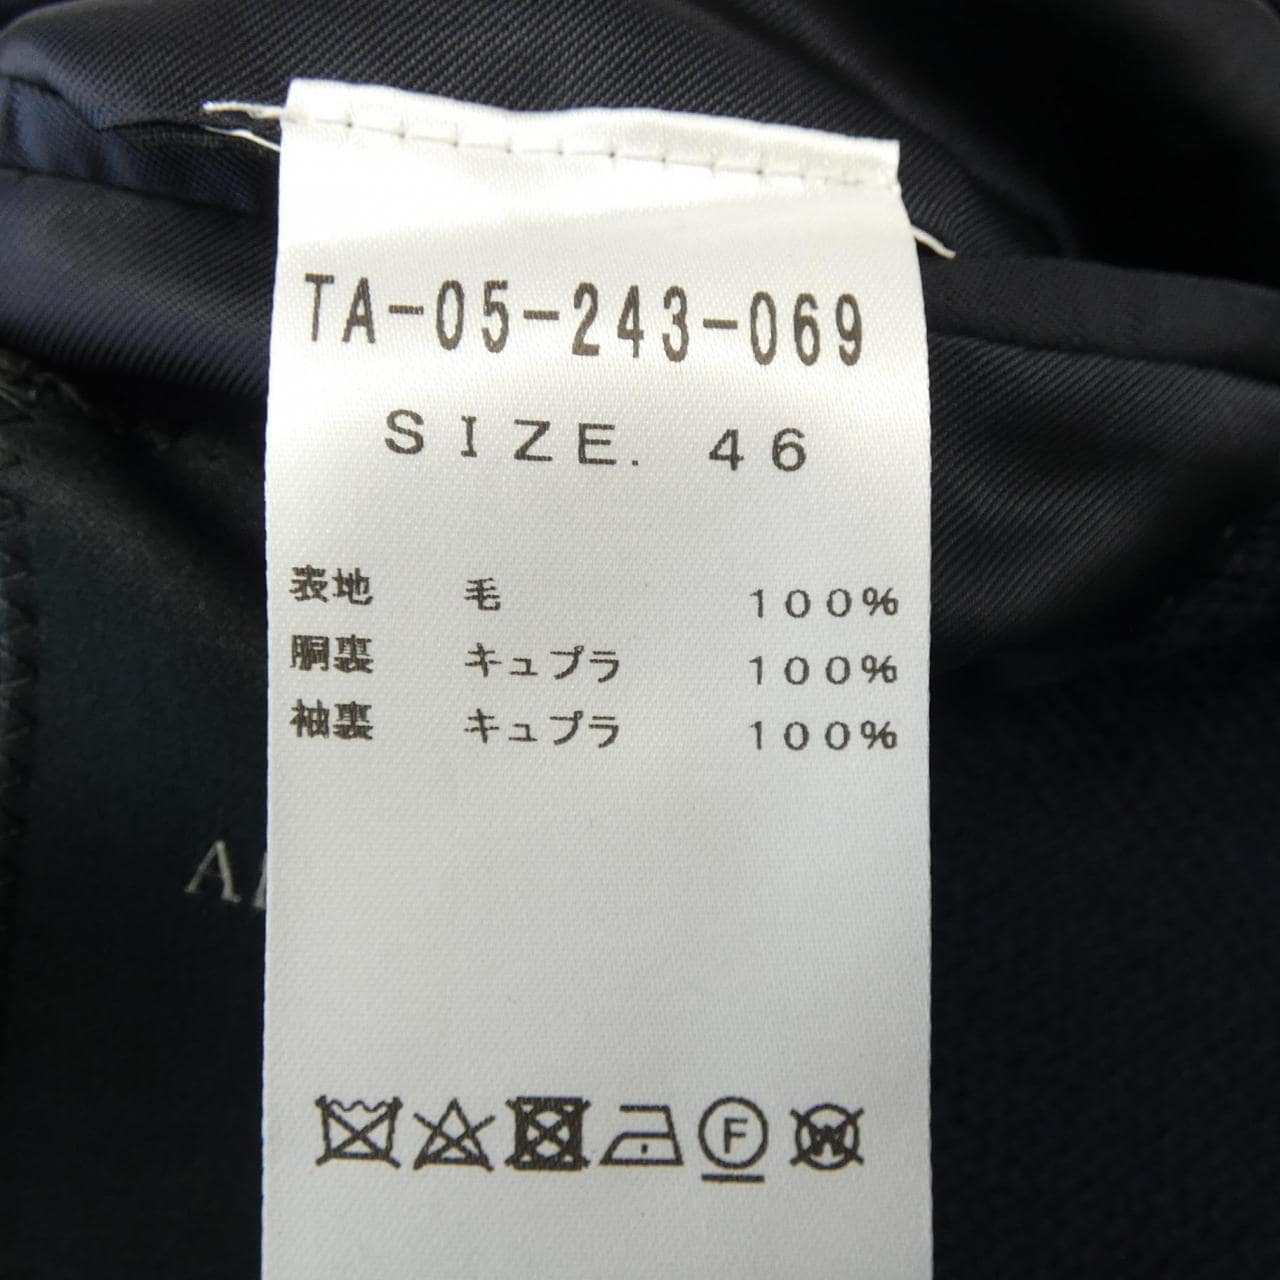 TA-05-243-069
SIZE. 46
表地 毛 100%
胴裏 キュプラ 100%
袖裏 キュプラ 100%
F
W